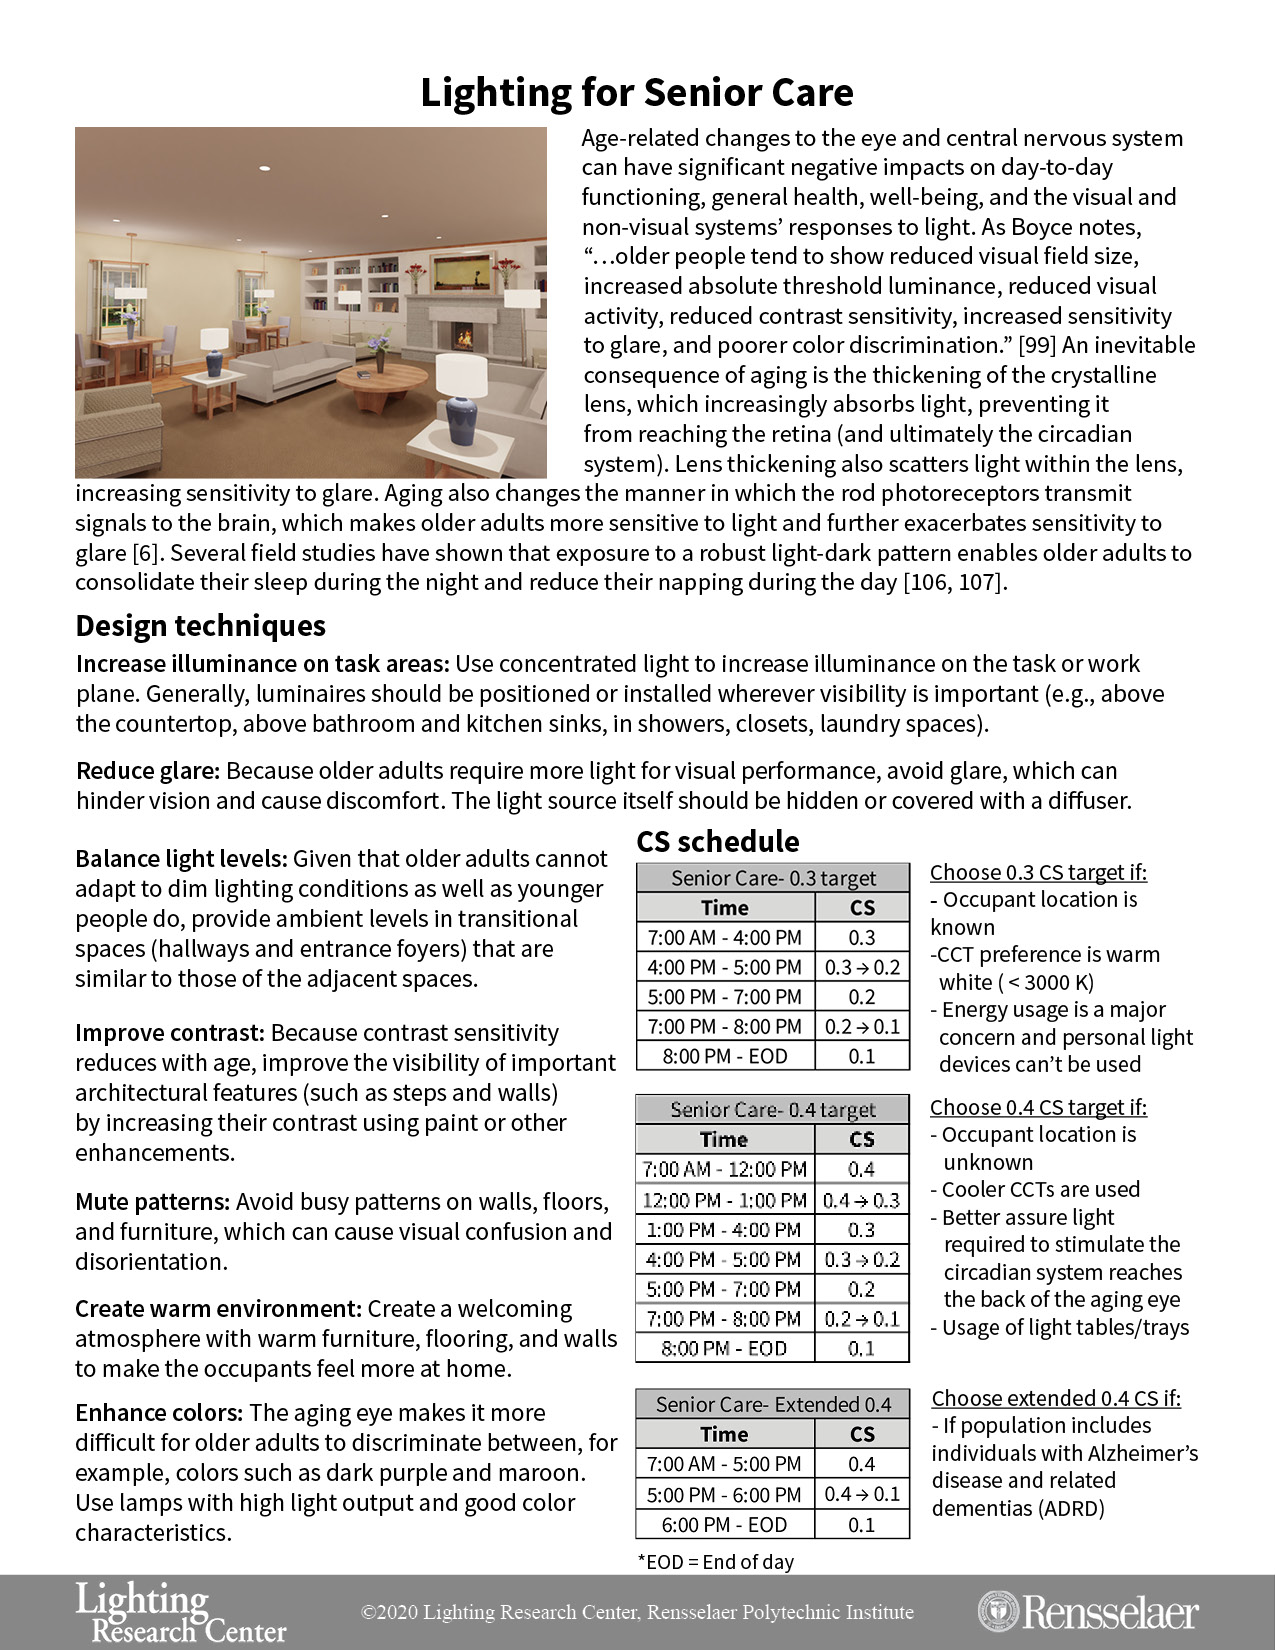 Lighting for Senior Care
Age-related changes to the eye and central nervous system
can have significant negative impacts on day-to-day
functioning, general health, well-being, and the visual and
non-visual systems’ responses to light. As Boyce notes,
“…older people tend to show reduced visual field size,
increased absolute threshold luminance, reduced visual
activity, reduced contrast sensitivity, increased sensitivity
to glare, and poorer color discrimination.” [99] An inevitable
consequence of aging is the thickening of the crystalline
lens, which increasingly absorbs light, preventing it
from reaching the retina (and ultimately the circadian
system). Lens thickening also scatters light within the lens,
increasing sensitivity to glare. Aging also changes the manner in which the rod photoreceptors transmit
signals to the brain, which makes older adults more sensitive to light and further exacerbates sensitivity to
glare [6]. Several field studies have shown that exposure to a robust light-dark pattern enables older adults to
consolidate their sleep during the night and reduce their napping during the day [106, 107].
Design techniques
Increase illuminance on task areas: Use concentrated light to increase illuminance on the task or work
plane. Generally, luminaires should be positioned or installed wherever visibility is important (e.g., above
the countertop, above bathroom and kitchen sinks, in showers, closets, laundry spaces).
Reduce glare: Because older adults require more light for visual performance, avoid glare, which can
hinder vision and cause discomfort. The light source itself should be hidden or covered with a diffuser.
Balance light levels: Given that older adults cannot
adapt to dim lighting conditions as well as younger
people do, provide ambient levels in transitional
spaces (hallways and entrance foyers) that are
similar to those of the adjacent spaces.
Improve contrast: Because contrast sensitivity
reduces with age, improve the visibility of important
architectural features (such as steps and walls)
by increasing their contrast using paint or other
enhancements.
Mute patterns: Avoid busy patterns on walls, floors,
and furniture, which can cause visual confusion and
disorientation.
Create warm environment: Create a welcoming
atmosphere with warm furniture, flooring, and walls
to make the occupants feel more at home.
Enhance colors: The aging eye makes it more
difficult for older adults to discriminate between, for
example, colors such as dark purple and maroon.
Use lamps with high light output and good color
characteristics.
CS schedule
Senior Care- 0.3 target
Time CS
7:00 AM - 4:00 PM 0.3
4:00 PM - 5:00 PM 0.3 → 0.2
5:00 PM - 7:00 PM 0.2
7:00 PM - 8:00 PM 0.2 → 0.1
8:00 PM - EOD 0.1
Choose 0.3 CS target if:
- Occupant location is
known
-CCT preference is warm
white ( < 3000 K)
- Energy usage is a major
concern and personal light
devices can’t be used
Senior Care- 0.4 target
Time CS
7:00 AM - 12:00 PM 0.4
12:00 PM - 1:00 PM 0.4 → 0.3
1:00 PM - 4:00 PM 0.3
4:00 PM - 5:00 PM 0.3 → 0.2
5:00 PM - 7:00 PM 0.2
7:00 PM - 8:00 PM 0.2 → 0.1
8:00 PM - EOD 0.1
Choose 0.4 CS target if:
- Occupant location is
unknown
- Cooler CCTs are used
- Better assure light
required to stimulate the
circadian system reaches
the back of the aging eye
- Usage of light tables/trays
Senior Care- Extended 0.4
Time CS
7:00 AM - 5:00 PM 0.4
5:00 PM - 6:00 PM 0.4 → 0.1
6:00 PM - EOD 0.1
Choose extended 0.4 CS if:
- If population includes
individuals with Alzheimer’s
disease and related
dementias (ADRD)
*EOD = End of day
Lighting
Research Center
©2020 Lighting Research Center, Rensselaer Polytechnic Institute
Rensselaer